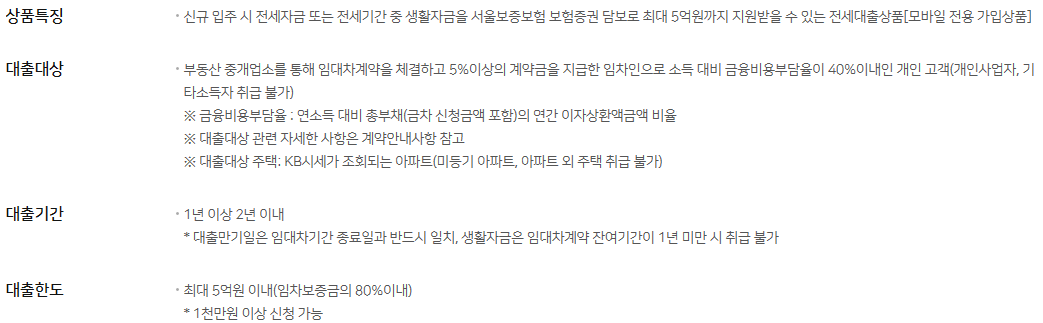 상품특징
· 신규 입주 시 전세자금 또는 전세기간 중 생활자금을 서울보증보험 보험증권 담보로 최대 5억원까지 지원받을 수 있는 전세대출상품[모바일 전용 가입상품]
대출대상
· 부동산 중개업소를 통해 임대차계약을 체결하고 5%이상의 계약금을 지급한 임차인으로 소득 대비 금융비용부담율이 40%이내인 개인 고객(개인사업자, 기
타소득자 취급 불가)
※ 금융비용부담율 : 연소득 대비 총부채(금차 신청금액 포함)의 연간 이자상환액금액 비율
※ 대출대상 관련 자세한 사항은 계약안내사항 참고
※ 대출대상 주택: KB시세가 조회되는 아파트(미등기 아파트, 아파트 외 주택 취급 불가)
대출기간
· 1년 이상 2년 이내
* 대출만기일은 임대차기간 종료일과 반드시 일치, 생활자금은 임대차계약 잔여기간이 1년 미만 시 취급 불가
대출한도
· 최대 5억원 이내(임차보증금의 80%이내)
* 1천만원 이상 신청 가능